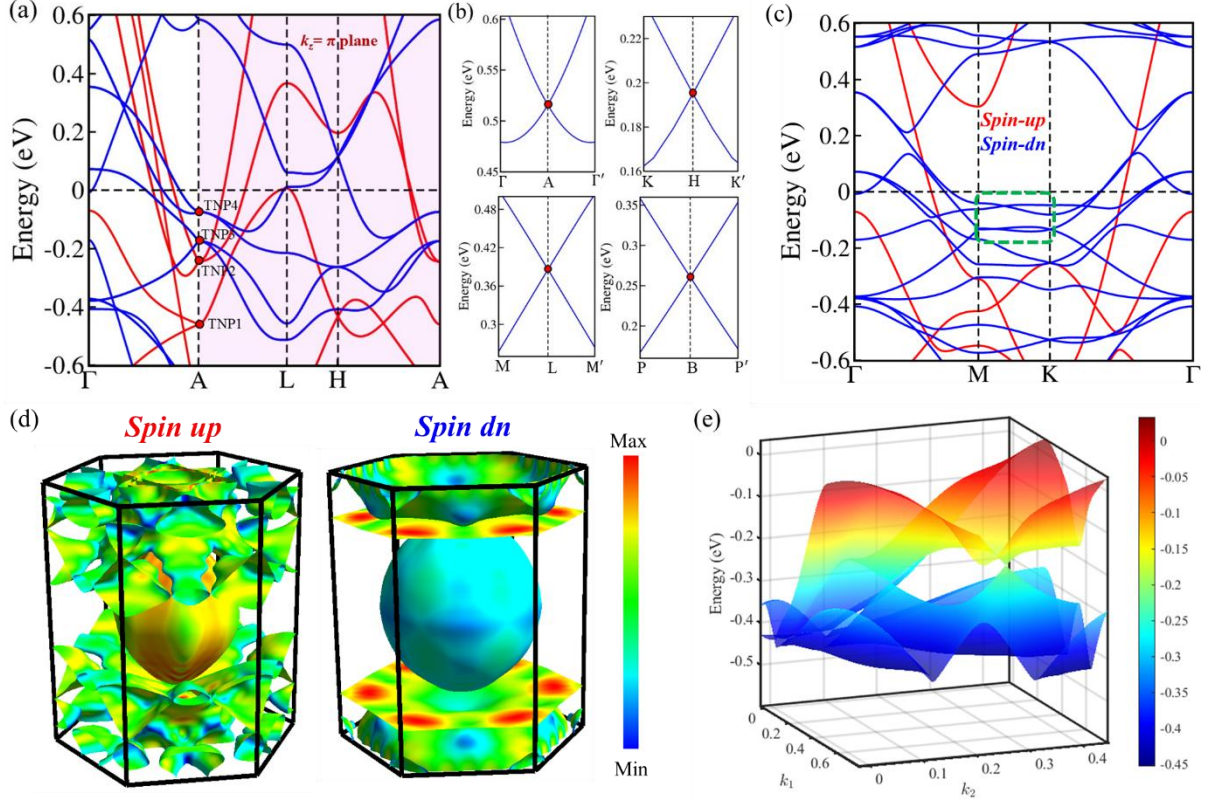 (a)
k_z = π plane
Energy (eV)
0.6
0.4
0.2
0
-0.2
-0.4
-0.6
TNP4
TNP3
TNP2
TNP1
Γ A L H A
(b)
Energy (eV)
0.6
0.55
0.5
0.45
Γ A Γ′
Energy (eV)
0.22
0.2
0.18
0.16
K H K′
Energy (eV)
0.48
0.42
0.36
0.3
M L M′
Energy (eV)
0.35
0.3
0.25
0.2
P B P′
(c)
Energy (eV)
0.6
0.4
0.2
0
-0.2
-0.4
-0.6
Spin-up
Spin-dn
Γ M K Γ
(d)
Spin up
Spin dn
Max
Min
(e)
Energy (eV)
0
-0.1
-0.2
-0.3
-0.4
-0.5
0
0.2
0.4
0.6
k₁
0
0.1
0.2
0.3
0.4
k₂
0
-0.05
-0.1
-0.15
-0.2
-0.25
-0.3
-0.35
-0.4
-0.45